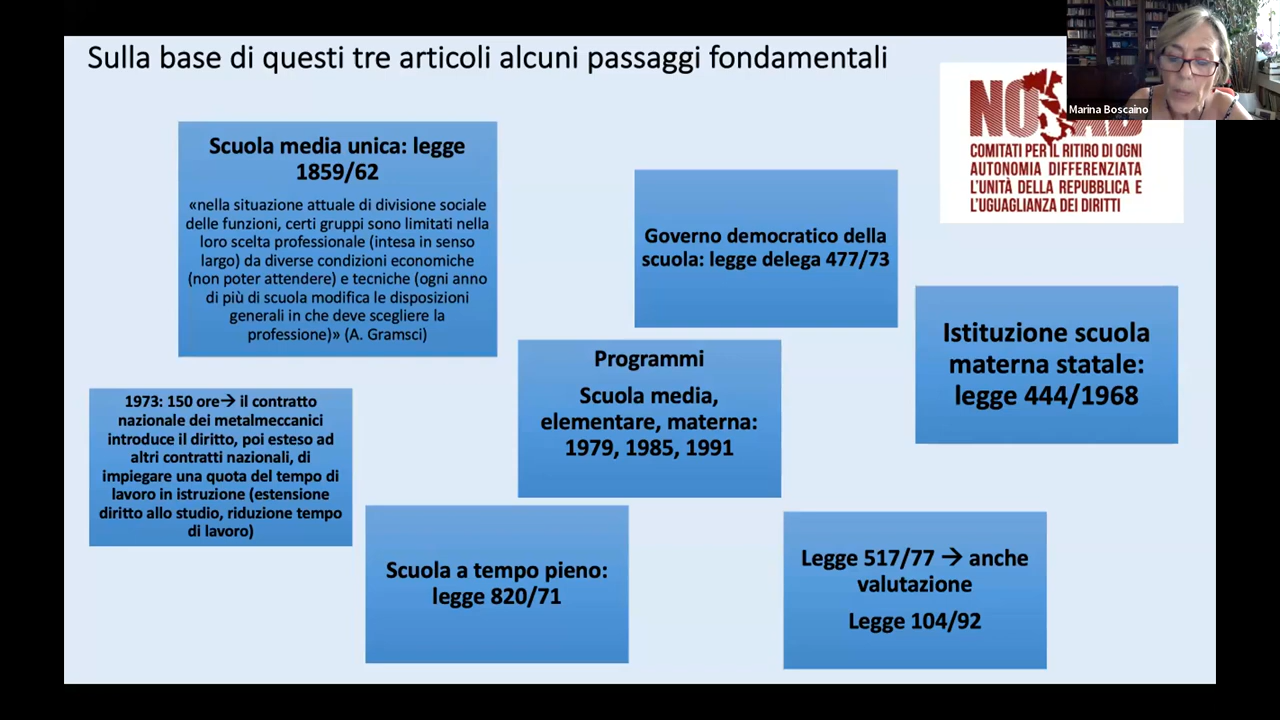 Sulla base di questi tre articoli alcuni passaggi fondamentali
Marina Boscaino
NO
COMITATI PER IL RITIRO DI OGNI
AUTONOMIA DIFFERENZIATA
L'UNITÀ DELLA REPUBBLICA E
L'UGUAGLIANZA DEI DIRITTI
Scuola media unica: legge
1859/62
«nella situazione attuale di divisione sociale
delle funzioni, certi gruppi sono limitati nella
loro scelta professionale (intesa in senso
largo) da diverse condizioni economiche
(non poter attendere) e tecniche (ogni anno
di più di scuola modifica le disposizioni
generali in che deve scegliere la
professione)» (A. Gramsci)
Governo democratico della
scuola: legge delega 477/73
Istituzione scuola
materna statale:
legge 444/1968
Programmi
Scuola media,
elementare, materna:
1979, 1985, 1991
1973: 150 ore→ il contratto
nazionale dei metalmeccanici
introduce il diritto, poi esteso ad
altri contratti nazionali, di
impiegare una quota del tempo di
lavoro in istruzione (estensione
diritto allo studio, riduzione tempo
di lavoro)
Scuola a tempo pieno:
legge 820/71
Legge 517/77 → anche
valutazione
Legge 104/92